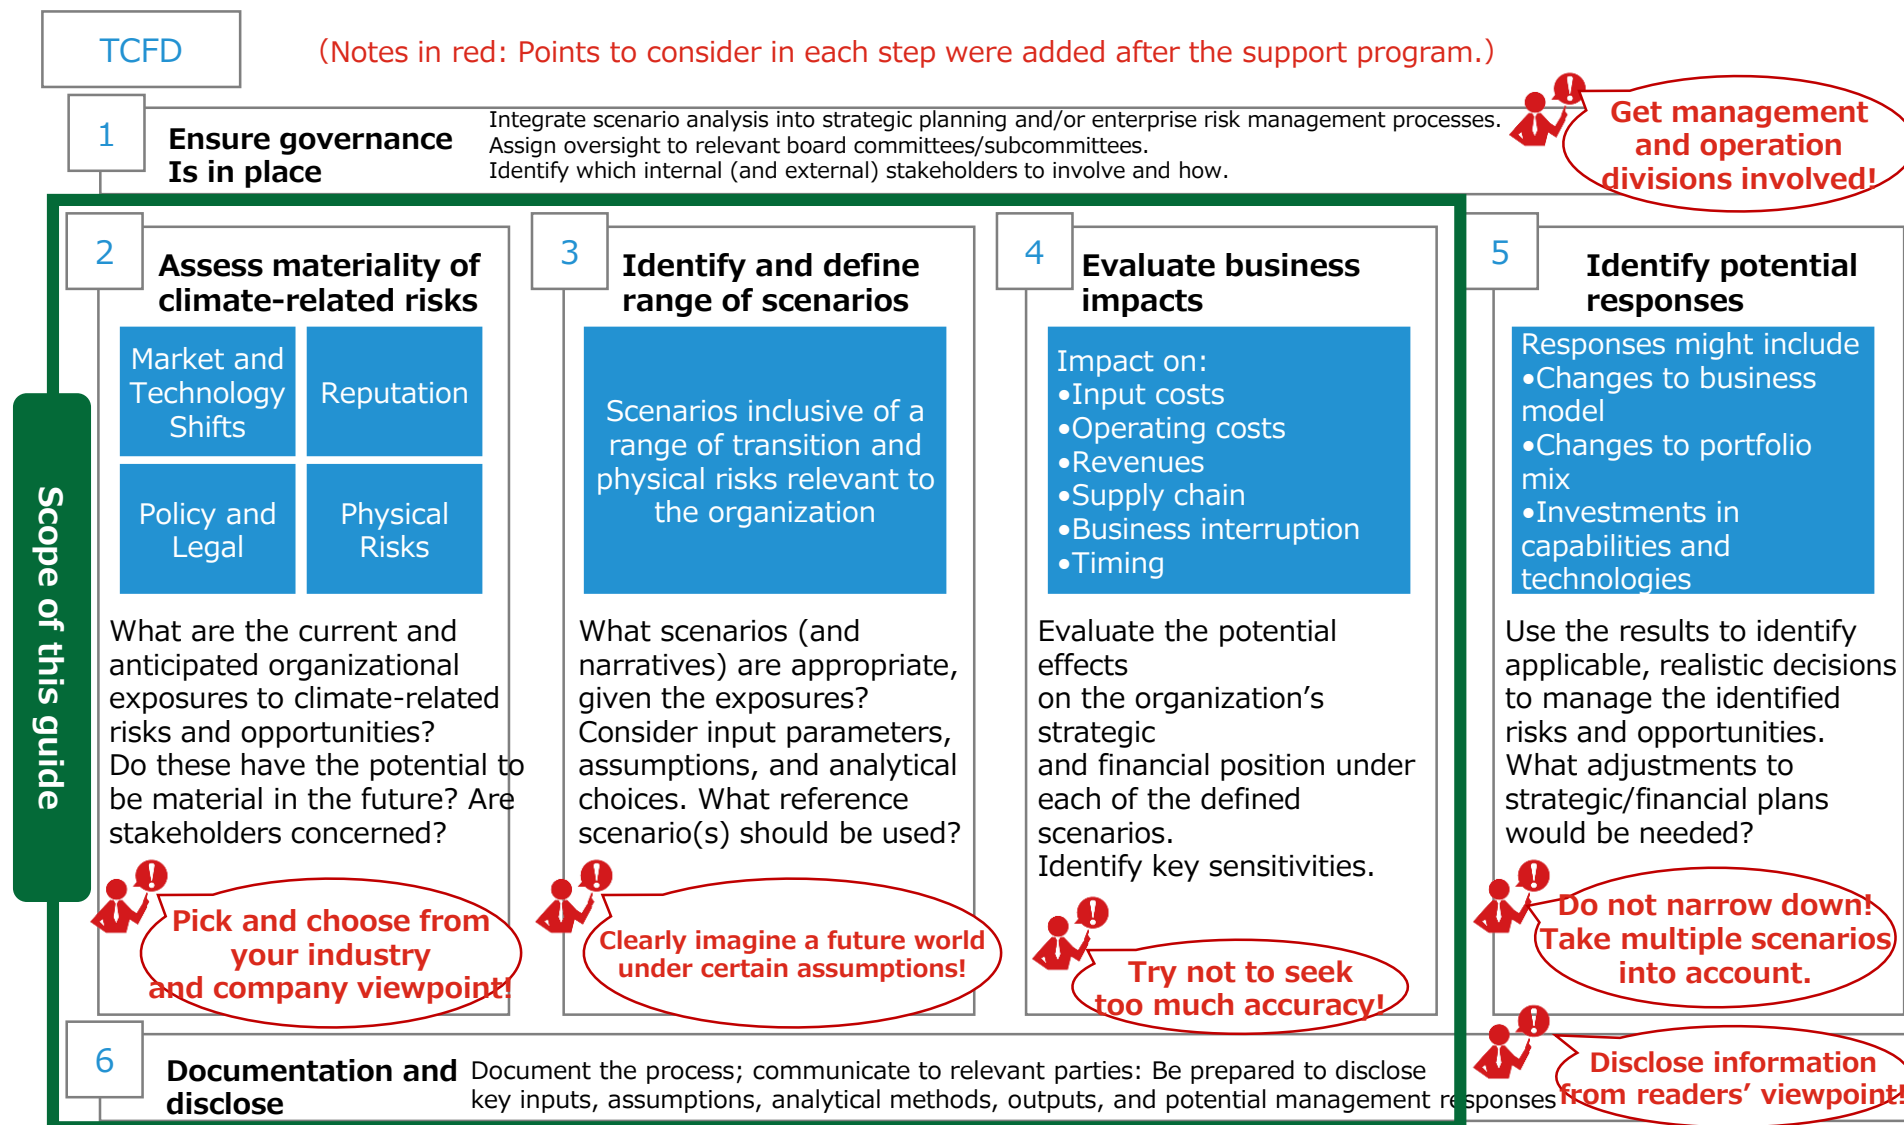 TCFD
(Notes in red: Points to consider in each step were added after the support program.)
1
Ensure governance
Is in place
Integrate scenario analysis into strategic planning and/or enterprise risk management processes.
Assign oversight to relevant board committees/subcommittees.
Identify which internal (and external) stakeholders to involve and how.
Get management
and operation
divisions involved!
Scope of this guide
2
Assess materiality of
climate-related risks
Market and
Technology
Shifts
Reputation
Policy and
Legal
Physical
Risks
What are the current and
anticipated organizational
exposures to climate-related
risks and opportunities?
Do these have the potential to
be material in the future? Are
stakeholders concerned?
Pick and choose from
your industry
and company viewpoint!
3
Identify and define
range of scenarios
Scenarios inclusive of a
range of transition and
physical risks relevant to
the organization
What scenarios (and
narratives) are appropriate,
given the exposures?
Consider input parameters,
assumptions, and analytical
choices. What reference
scenario(s) should be used?
Clearly imagine a future world
under certain assumptions!
4
Evaluate business
impacts
Impact on:
•Input costs
•Operating costs
•Revenues
•Supply chain
•Business interruption
•Timing
Evaluate the potential
effects
on the organization’s
strategic
and financial position under
each of the defined
scenarios.
Identify key sensitivities.
Try not to seek
too much accuracy!
5
Identify potential
responses
Responses might include
•Changes to business
model
•Changes to portfolio
mix
•Investments in
capabilities and
technologies
Use the results to identify
applicable, realistic decisions
to manage the identified
risks and opportunities.
What adjustments to
strategic/financial plans
would be needed?
Do not narrow down!
Take multiple scenarios
into account.
6
Documentation and
disclose
Document the process; communicate to relevant parties: Be prepared to disclose
key inputs, assumptions, analytical methods, outputs, and potential management responses
Disclose information
from readers’ viewpoint!